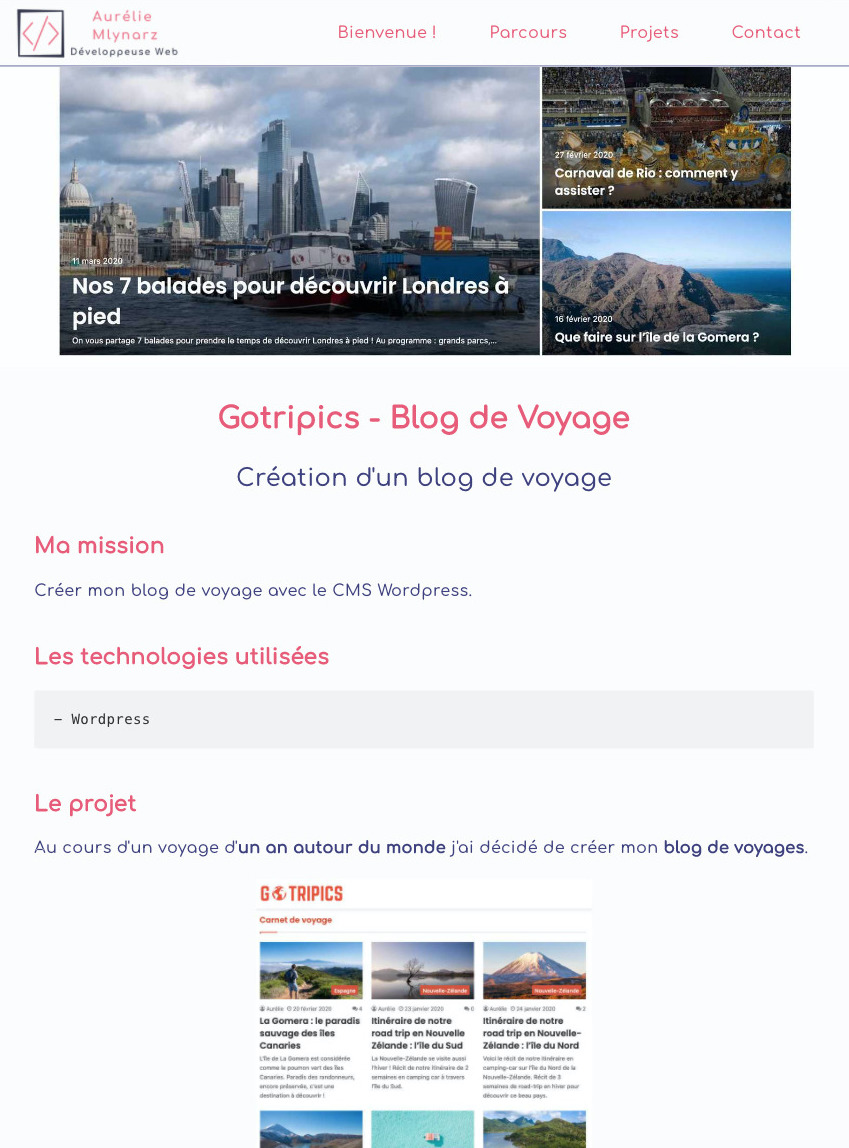 </>
Aurélie
Mlynarz
Développeuse Web
Bienvenue !
Parcours
Projets
Contact
11 mars 2020
Nos 7 balades pour découvrir Londres à
pied
On vous partage 7 balades pour prendre le temps de découvrir Londres à pied ! Au programme : grands parcs,...
27 février 2020
Carnaval de Rio : comment y
assister ?
16 février 2020
Que faire sur l'île de la Gomera ?
Gotripics - Blog de Voyage
Création d'un blog de voyage
Ma mission
Créer mon blog de voyage avec le CMS Wordpress.
Les technologies utilisées
- Wordpress
Le projet
Au cours d'un voyage d'un an autour du monde j'ai décidé de créer mon blog de voyages.
GOTRIPICS
Carnet de voyage
Espagne
Aurélie 20 février 2020 4
La Gomera : le paradis
sauvage des îles
Canaries
L'île de La Gomera est considérée
comme le poumon vert des îles
Canaries. Paradis des randonneurs,
encore préservée, c'est une
destination à découvrir !
Nouvelle-Zélande
Aurélie 23 janvier 2020 0
Itinéraire de notre
road trip en Nouvelle
Zélande : l'île du Sud
La Nouvelle-Zélande se visite aussi
l'hiver ! Récit de notre itinéraire de 2
semaines en camping car à travers
l'île du Sud.
Nouvelle-Zélande
Aurélie 24 janvier 2020 2
Itinéraire de notre
road trip en Nouvelle-
Zélande : l'île du Nord
Voici le récit de notre itinéraire en
camping-car sur l'île du Nord de la
Nouvelle-Zélande. Récit de 3
semaines de road-trip en hiver pour
découvrir ce beau pays.